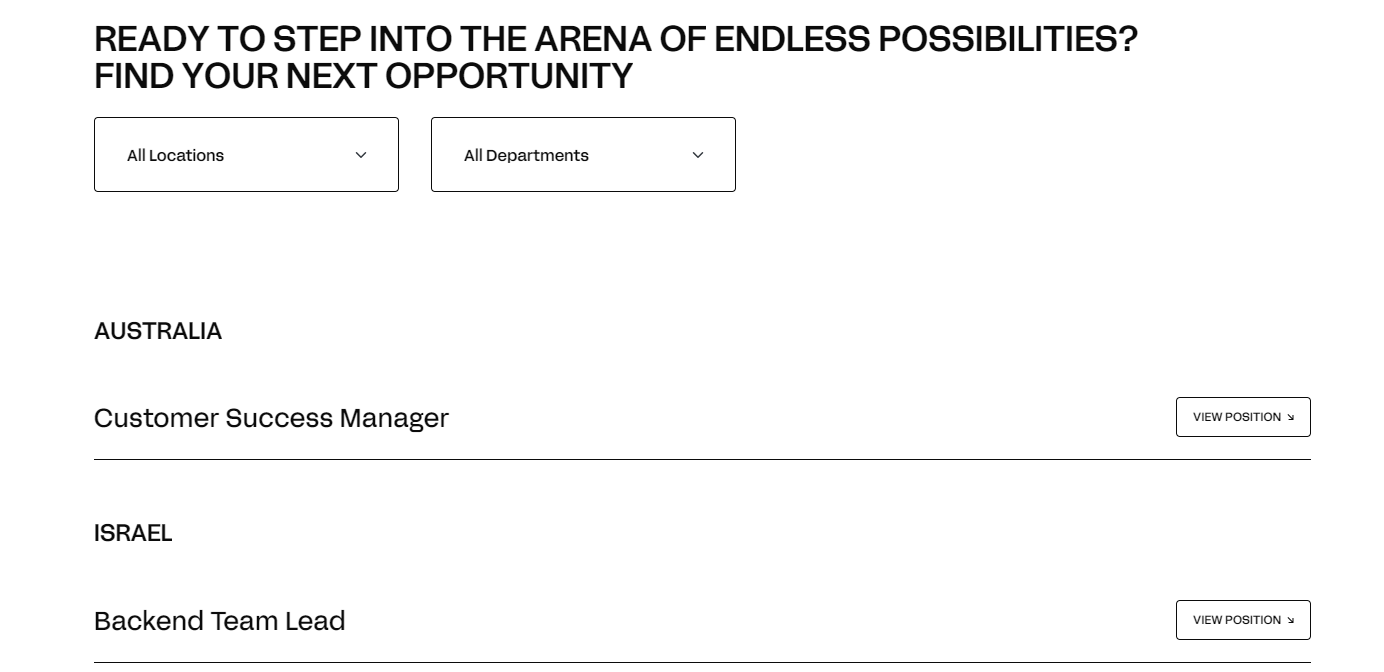 READY TO STEP INTO THE ARENA OF ENDLESS POSSIBILITIES?
FIND YOUR NEXT OPPORTUNITY
All Locations
All Departments
AUSTRALIA
Customer Success Manager
VIEW POSITION
ISRAEL
Backend Team Lead
VIEW POSITION